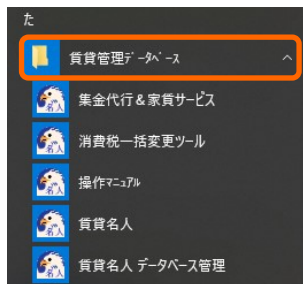 た
賃貸管理ﾃﾞｰﾀﾍﾞｰｽ
集金代行＆家賃サービス
消費税一括変更ツール
操作ﾏﾆｭｱﾙ
賃貸名人
賃貸名人 データベース管理